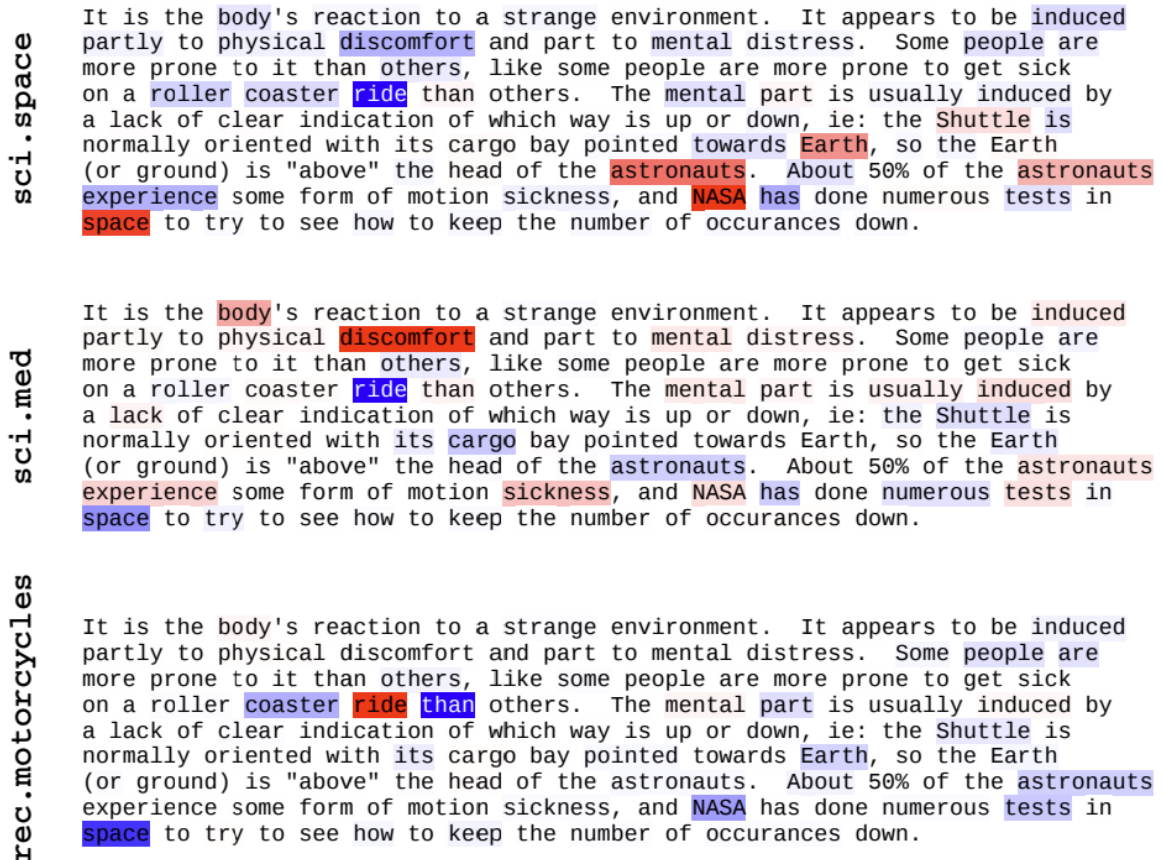 sci.space
It is the body's reaction to a strange environment.  It appears to be induced
partly to physical discomfort and part to mental distress.  Some people are
more prone to it than others, like some people are more prone to get sick
on a roller coaster ride than others.  The mental part is usually induced by
a lack of clear indication of which way is up or down, ie: the Shuttle is
normally oriented with its cargo bay pointed towards Earth, so the Earth
(or ground) is "above" the head of the astronauts.  About 50% of the astronauts
experience some form of motion sickness, and NASA has done numerous tests in
space to try to see how to keep the number of occurances down.
sci.med
It is the body's reaction to a strange environment.  It appears to be induced
partly to physical discomfort and part to mental distress.  Some people are
more prone to it than others, like some people are more prone to get sick
on a roller coaster ride than others.  The mental part is usually induced by
a lack of clear indication of which way is up or down, ie: the Shuttle is
normally oriented with its cargo bay pointed towards Earth, so the Earth
(or ground) is "above" the head of the astronauts.  About 50% of the astronauts
experience some form of motion sickness, and NASA has done numerous tests in
space to try to see how to keep the number of occurances down.
rec.motorcycles
It is the body's reaction to a strange environment.  It appears to be induced
partly to physical discomfort and part to mental distress.  Some people are
more prone to it than others, like some people are more prone to get sick
on a roller coaster ride than others.  The mental part is usually induced by
a lack of clear indication of which way is up or down, ie: the Shuttle is
normally oriented with its cargo bay pointed towards Earth, so the Earth
(or ground) is "above" the head of the astronauts.  About 50% of the astronauts
experience some form of motion sickness, and NASA has done numerous tests in
space to try to see how to keep the number of occurances down.